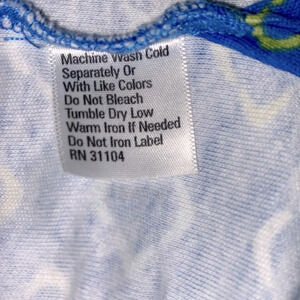 Machine Wash Cold
Separately Or
With Like Colors
Do Not Bleach
Tumble Dry Low
Warm Iron If Needed
Do Not Iron Label
RN 31104